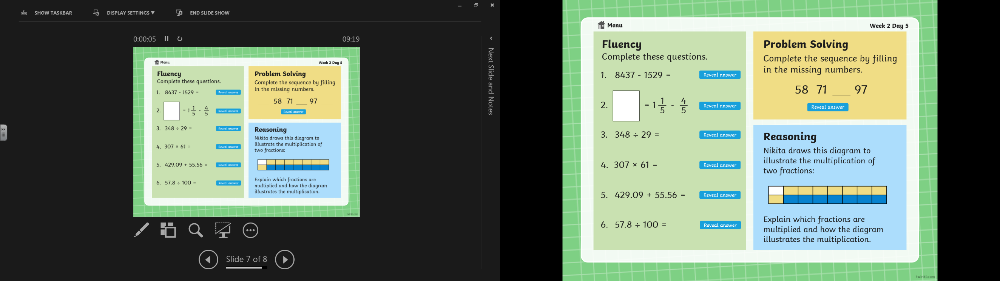 SHOW TASKBAR DISPLAY SETTINGS ▼ END SLIDE SHOW
0:00:05 09:19
Menu
Week 2 Day 5
Fluency
Complete these questions.
1. 8437 - 1529 = Reveal answer
2. = 1 1/5 - 4/5 Reveal answer
3. 348 ÷ 29 = Reveal answer
4. 307 × 61 = Reveal answer
5. 429.09 + 55.56 = Reveal answer
6. 57.8 ÷ 100 = Reveal answer
Problem Solving
Complete the sequence by filling
in the missing numbers.
___ 58 71 ___ 97 ___
Reveal answer
Reasoning
Nikita draws this diagram to
illustrate the multiplication of
two fractions:
Explain which fractions are
multiplied and how the diagram
illustrates the multiplication.
twinkl.com
Slide 7 of 8
Next Slide and Notes
Menu
Week 2 Day 5
Fluency
Complete these questions.
1. 8437 - 1529 = Reveal answer
2. = 1 1/5 - 4/5 Reveal answer
3. 348 ÷ 29 = Reveal answer
4. 307 × 61 = Reveal answer
5. 429.09 + 55.56 = Reveal answer
6. 57.8 ÷ 100 = Reveal answer
Problem Solving
Complete the sequence by filling
in the missing numbers.
___ 58 71 ___ 97 ___
Reveal answer
Reasoning
Nikita draws this diagram to
illustrate the multiplication of
two fractions:
Explain which fractions are
multiplied and how the diagram
illustrates the multiplication.
twinkl.com